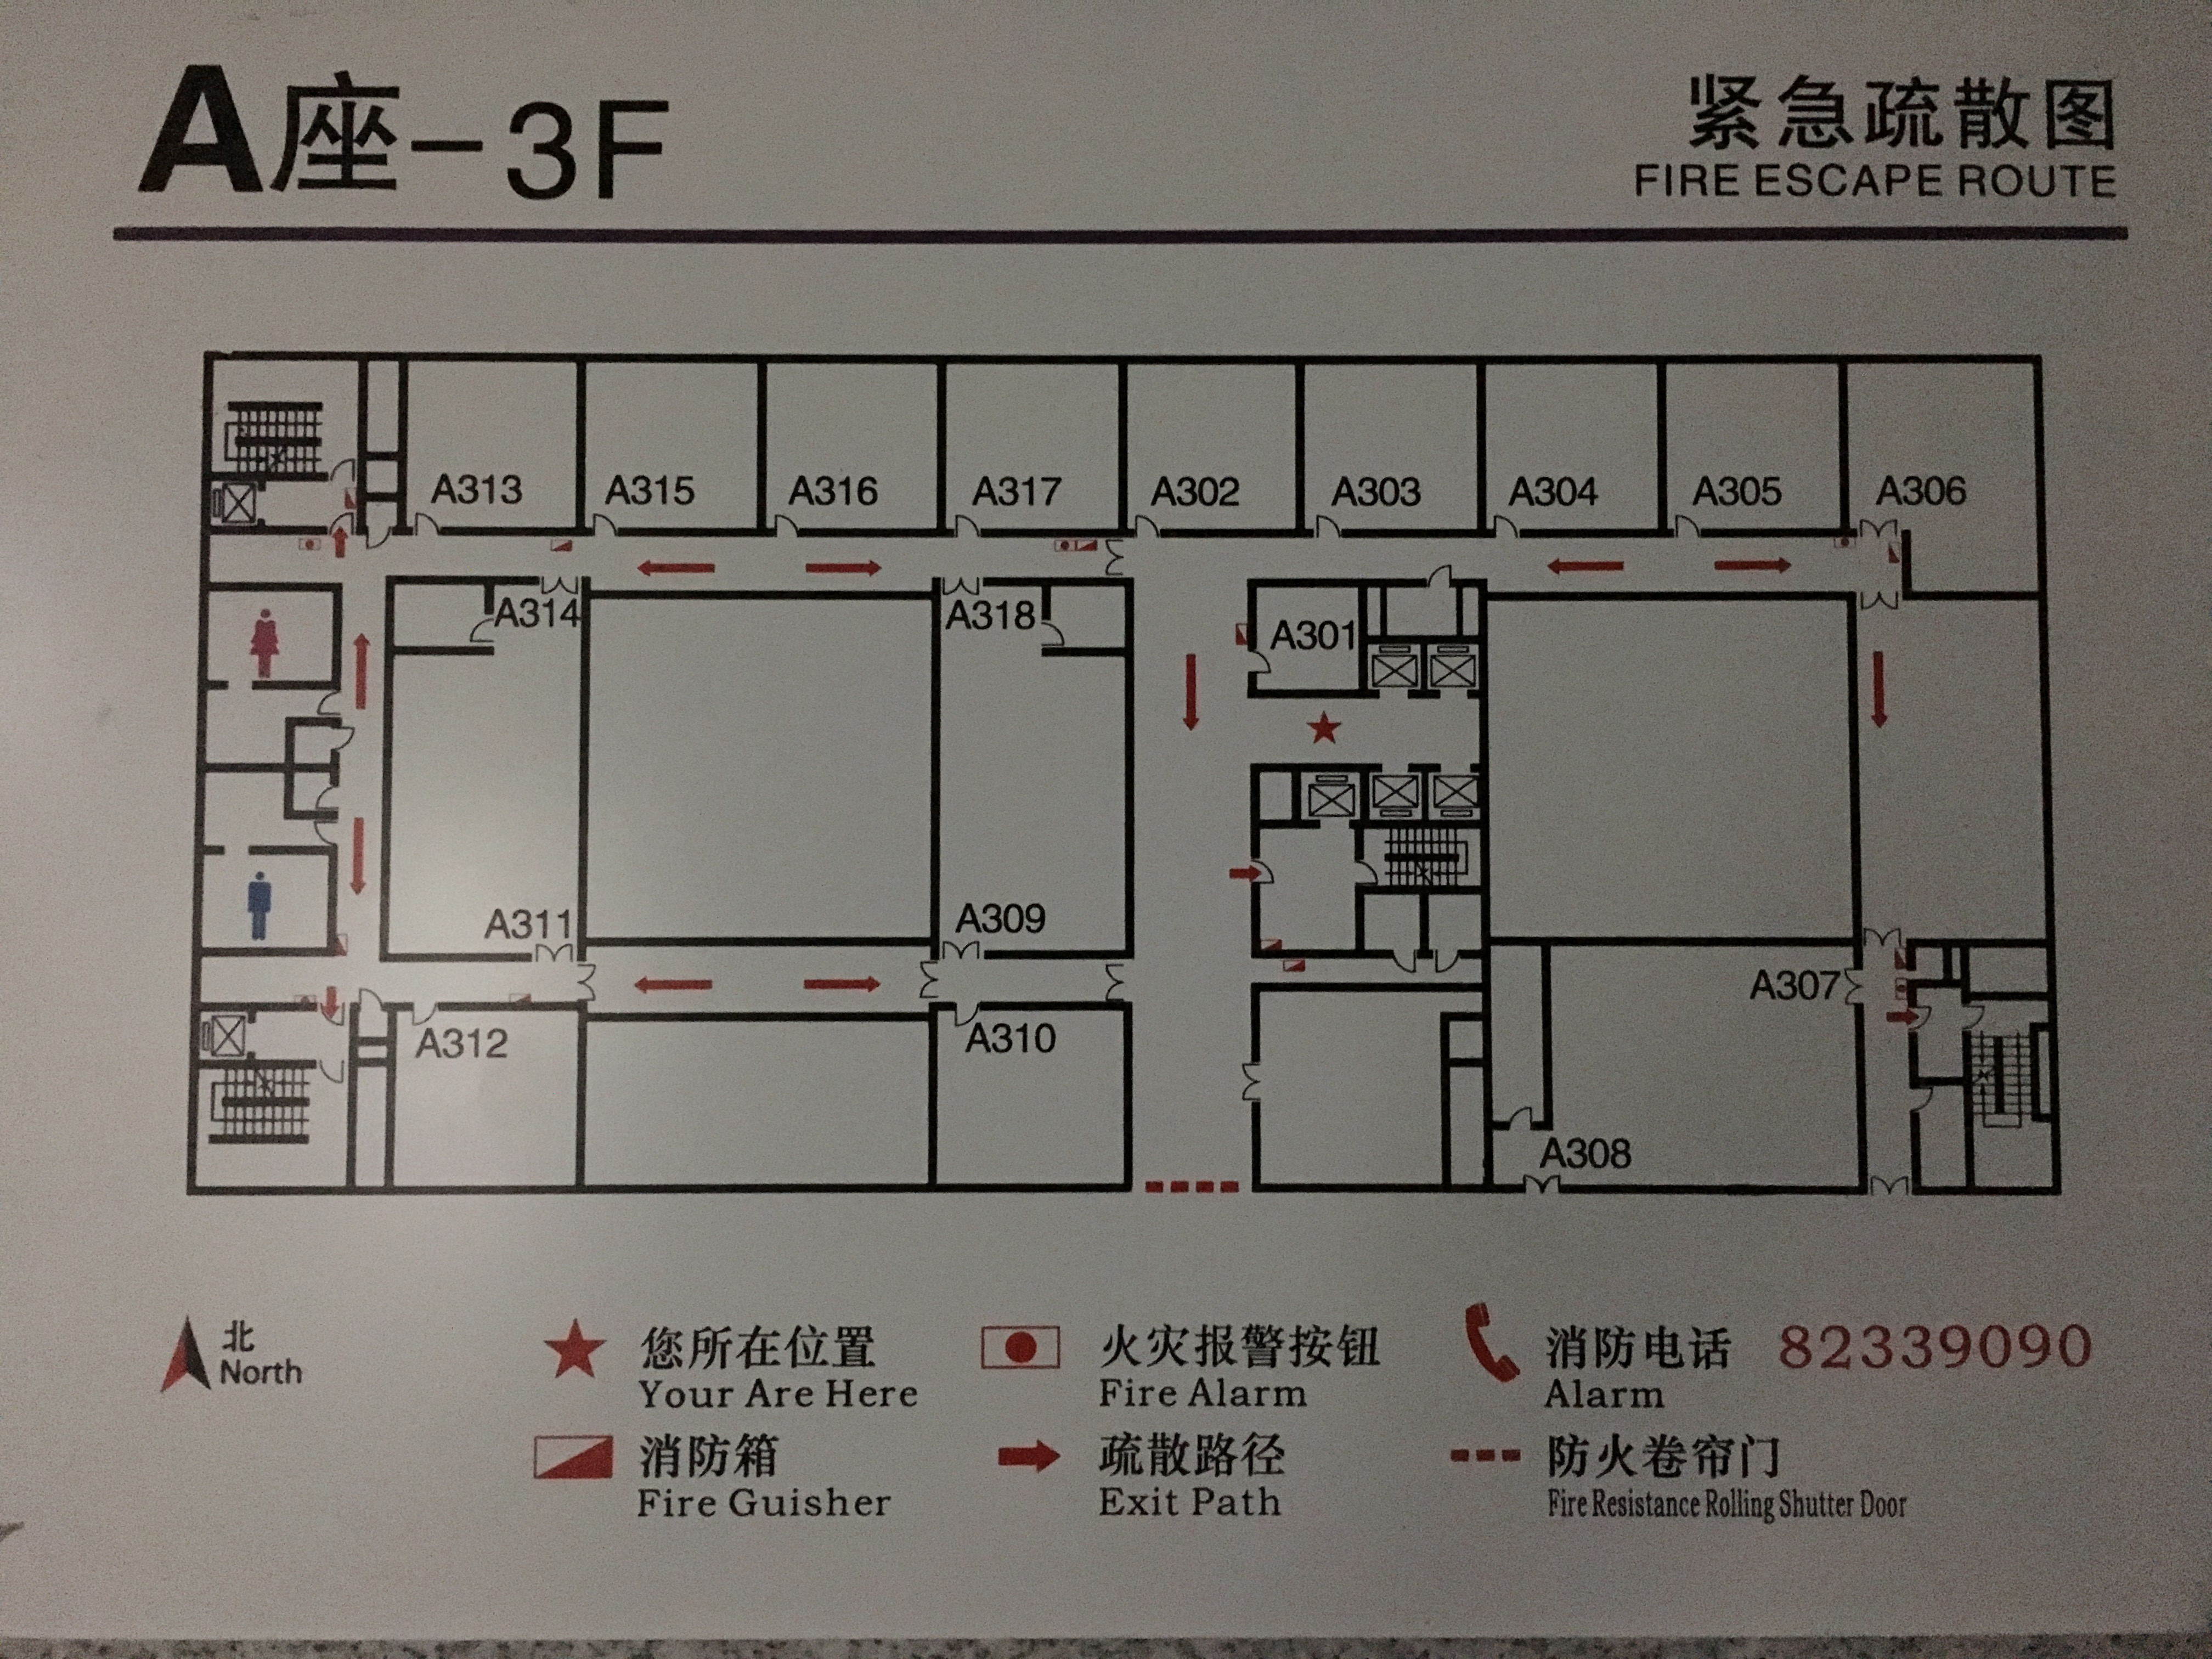 A座-3F
紧急疏散图
FIRE ESCAPE ROUTE
A313 A315 A316 A317 A302 A303 A304 A305 A306
A314 A318 A301
A311 A309 A307
A312 A310
A308
北
North
您所在位置
Your Are Here
火灾报警按钮
Fire Alarm
消防电话 82339090
Alarm
消防箱
Fire Guisher
疏散路径
Exit Path
防火卷帘门
Fire Resistance Rolling Shutter Door